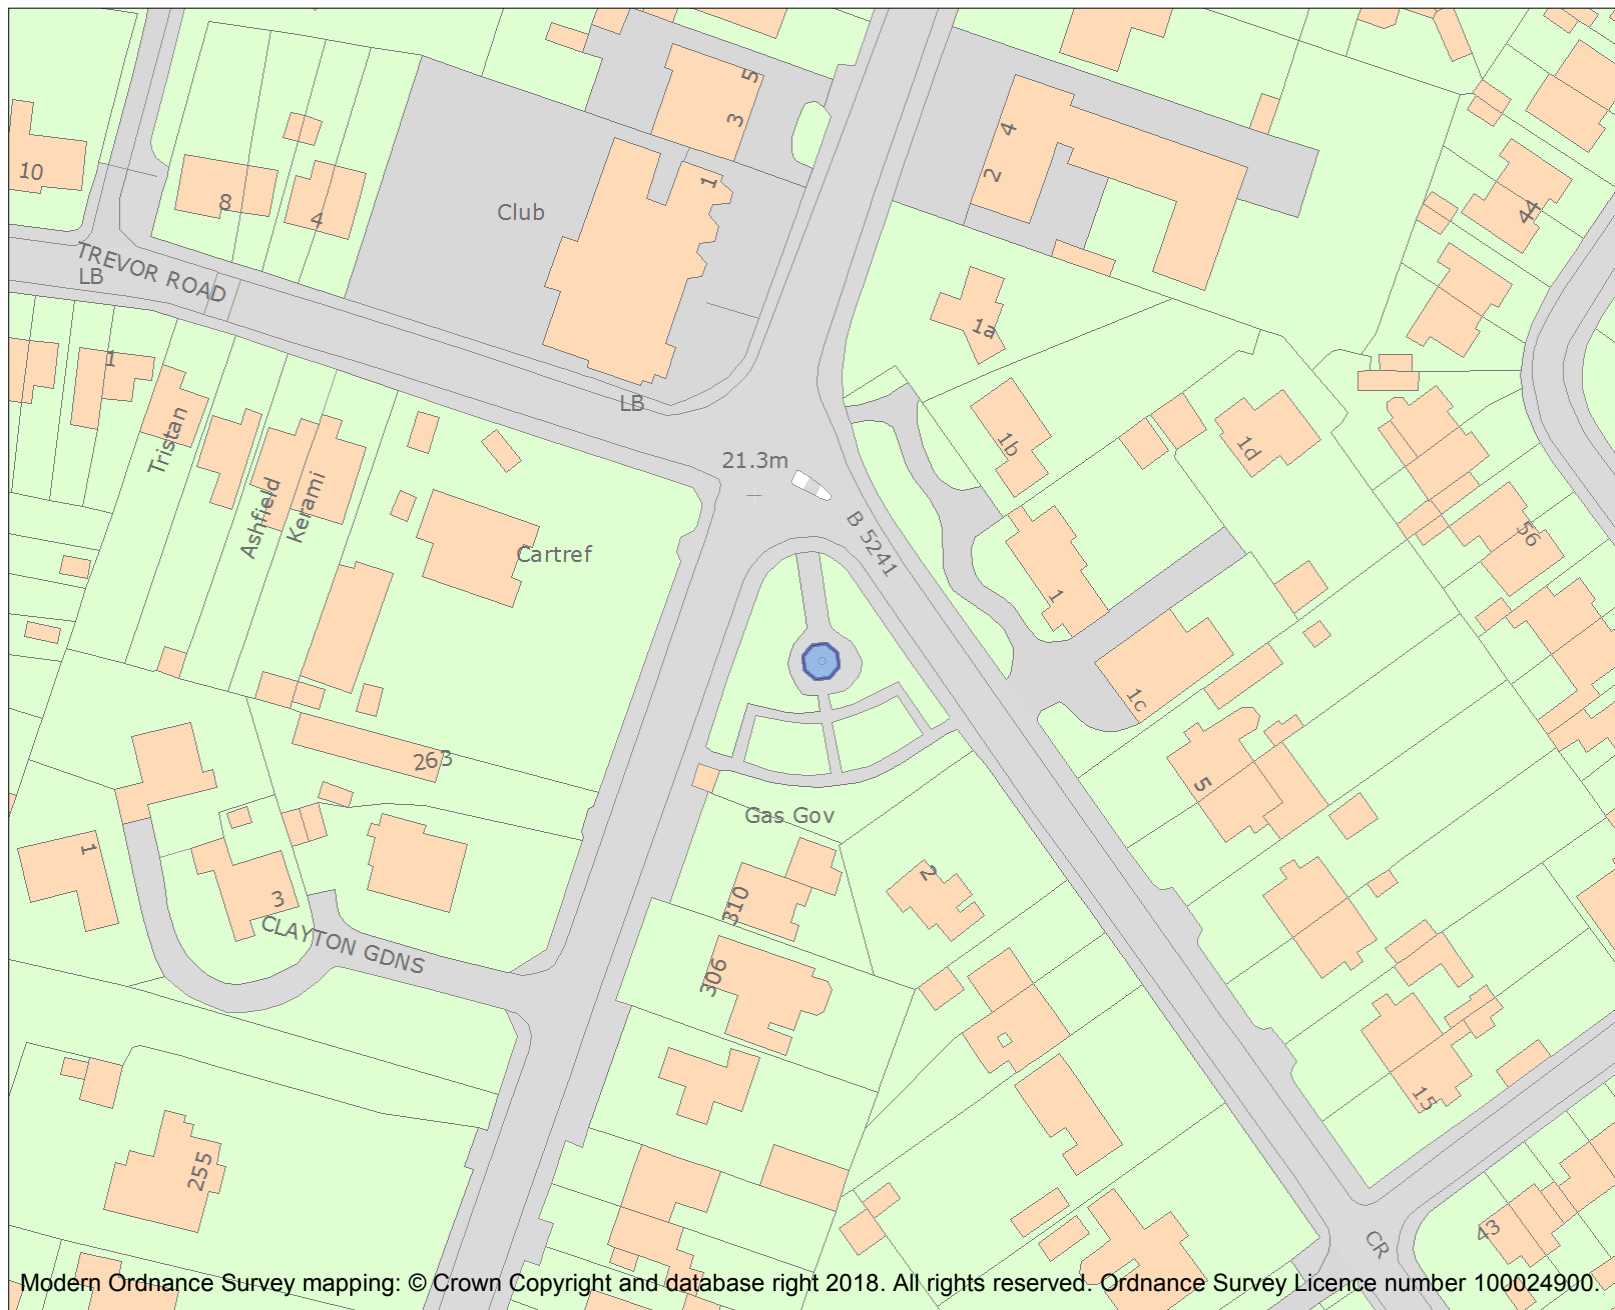 5
3
4
10
1
2
8
4
Club
44
TREVOR ROAD
LB
1a
1
LB
Tristan
1b
1d
21.3m
Ashfield
Kerami
B 5241
56
Cartref
1
1c
263
5
Gas Gov
1
2
3
310
CLAYTON GDNS
306
15
255
43
CR
Modern Ordnance Survey mapping: © Crown Copyright and database right 2018. All rights reserved. Ordnance Survey Licence number 100024900.